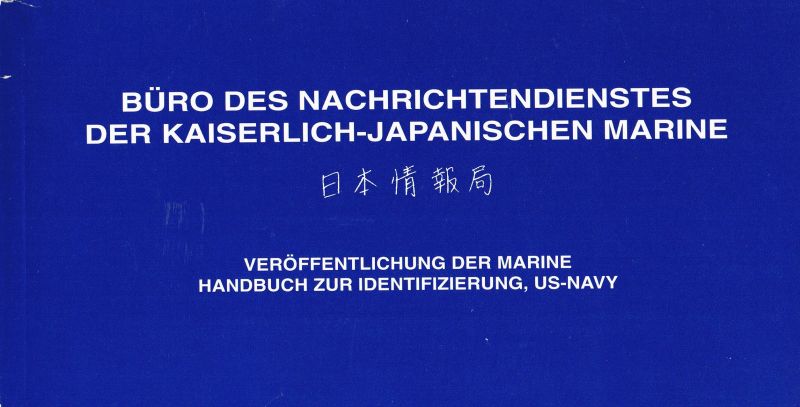 BÜRO DES NACHRICHTENDIENSTES
DER KAISERLICH-JAPANISCHEN MARINE
日本情報局
VERÖFFENTLICHUNG DER MARINE
HANDBUCH ZUR IDENTIFIZIERUNG, US-NAVY